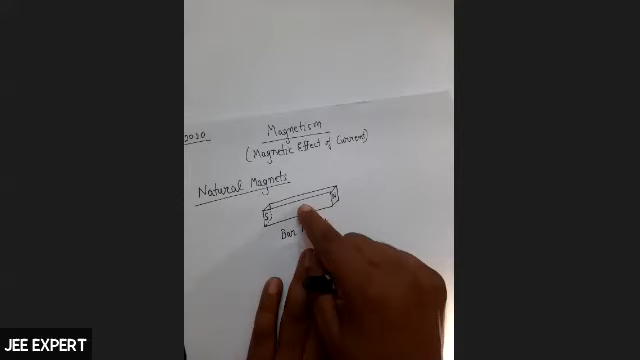 Magnetism
(Magnetic Effect of Current)
Natural Magnets
S N
Bar
JEE EXPERT